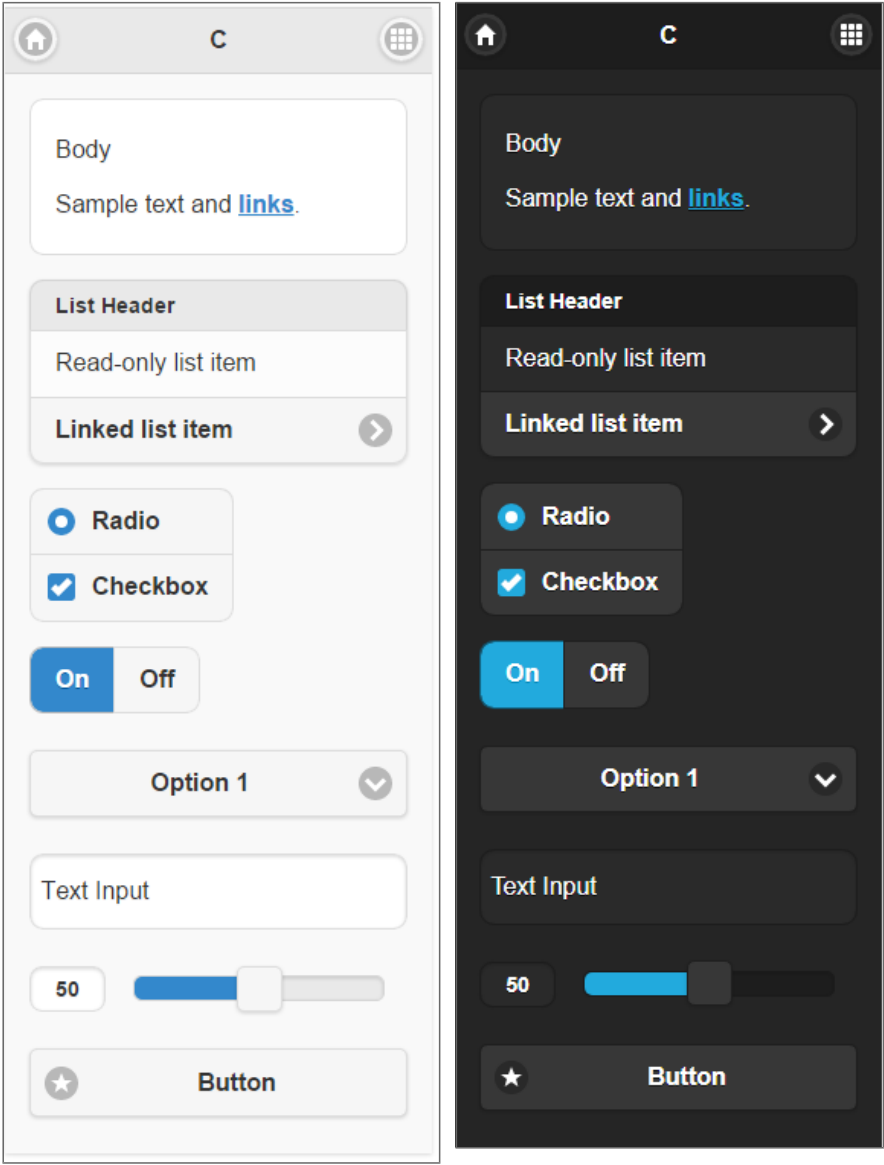 C
Body
Sample text and links.
List Header
Read-only list item
Linked list item
Radio
Checkbox
On Off
Option 1
Text Input
50
Button
C
Body
Sample text and links.
List Header
Read-only list item
Linked list item
Radio
Checkbox
On Off
Option 1
Text Input
50
Button